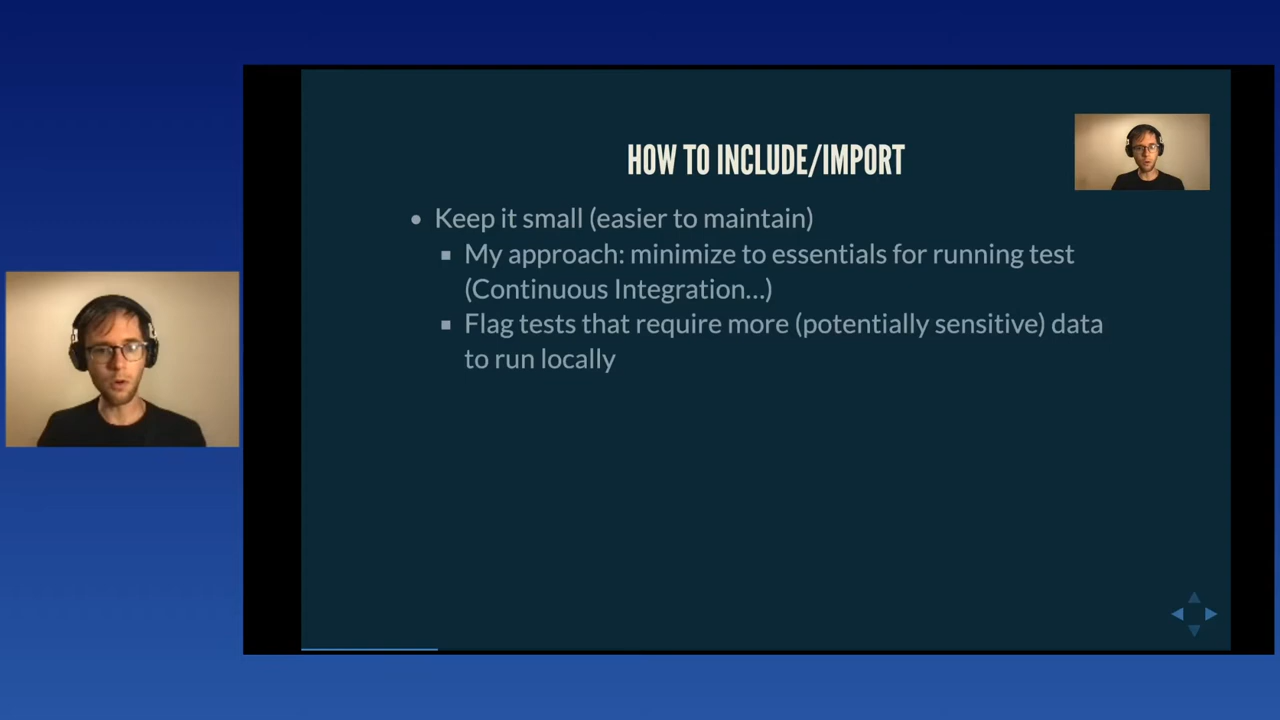 HOW TO INCLUDE/IMPORT
Keep it small (easier to maintain)
My approach: minimize to essentials for running test
(Continuous Integration...)
Flag tests that require more (potentially sensitive) data
to run locally